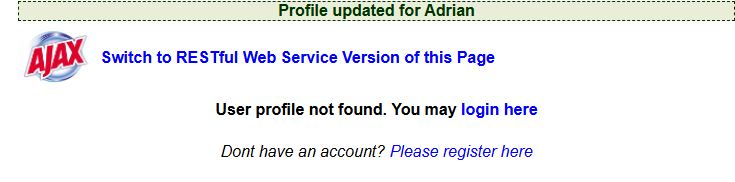 Profile updated for Adrian
AJAX
Switch to RESTful Web Service Version of this Page
User profile not found. You may login here
Dont have an account? Please register here